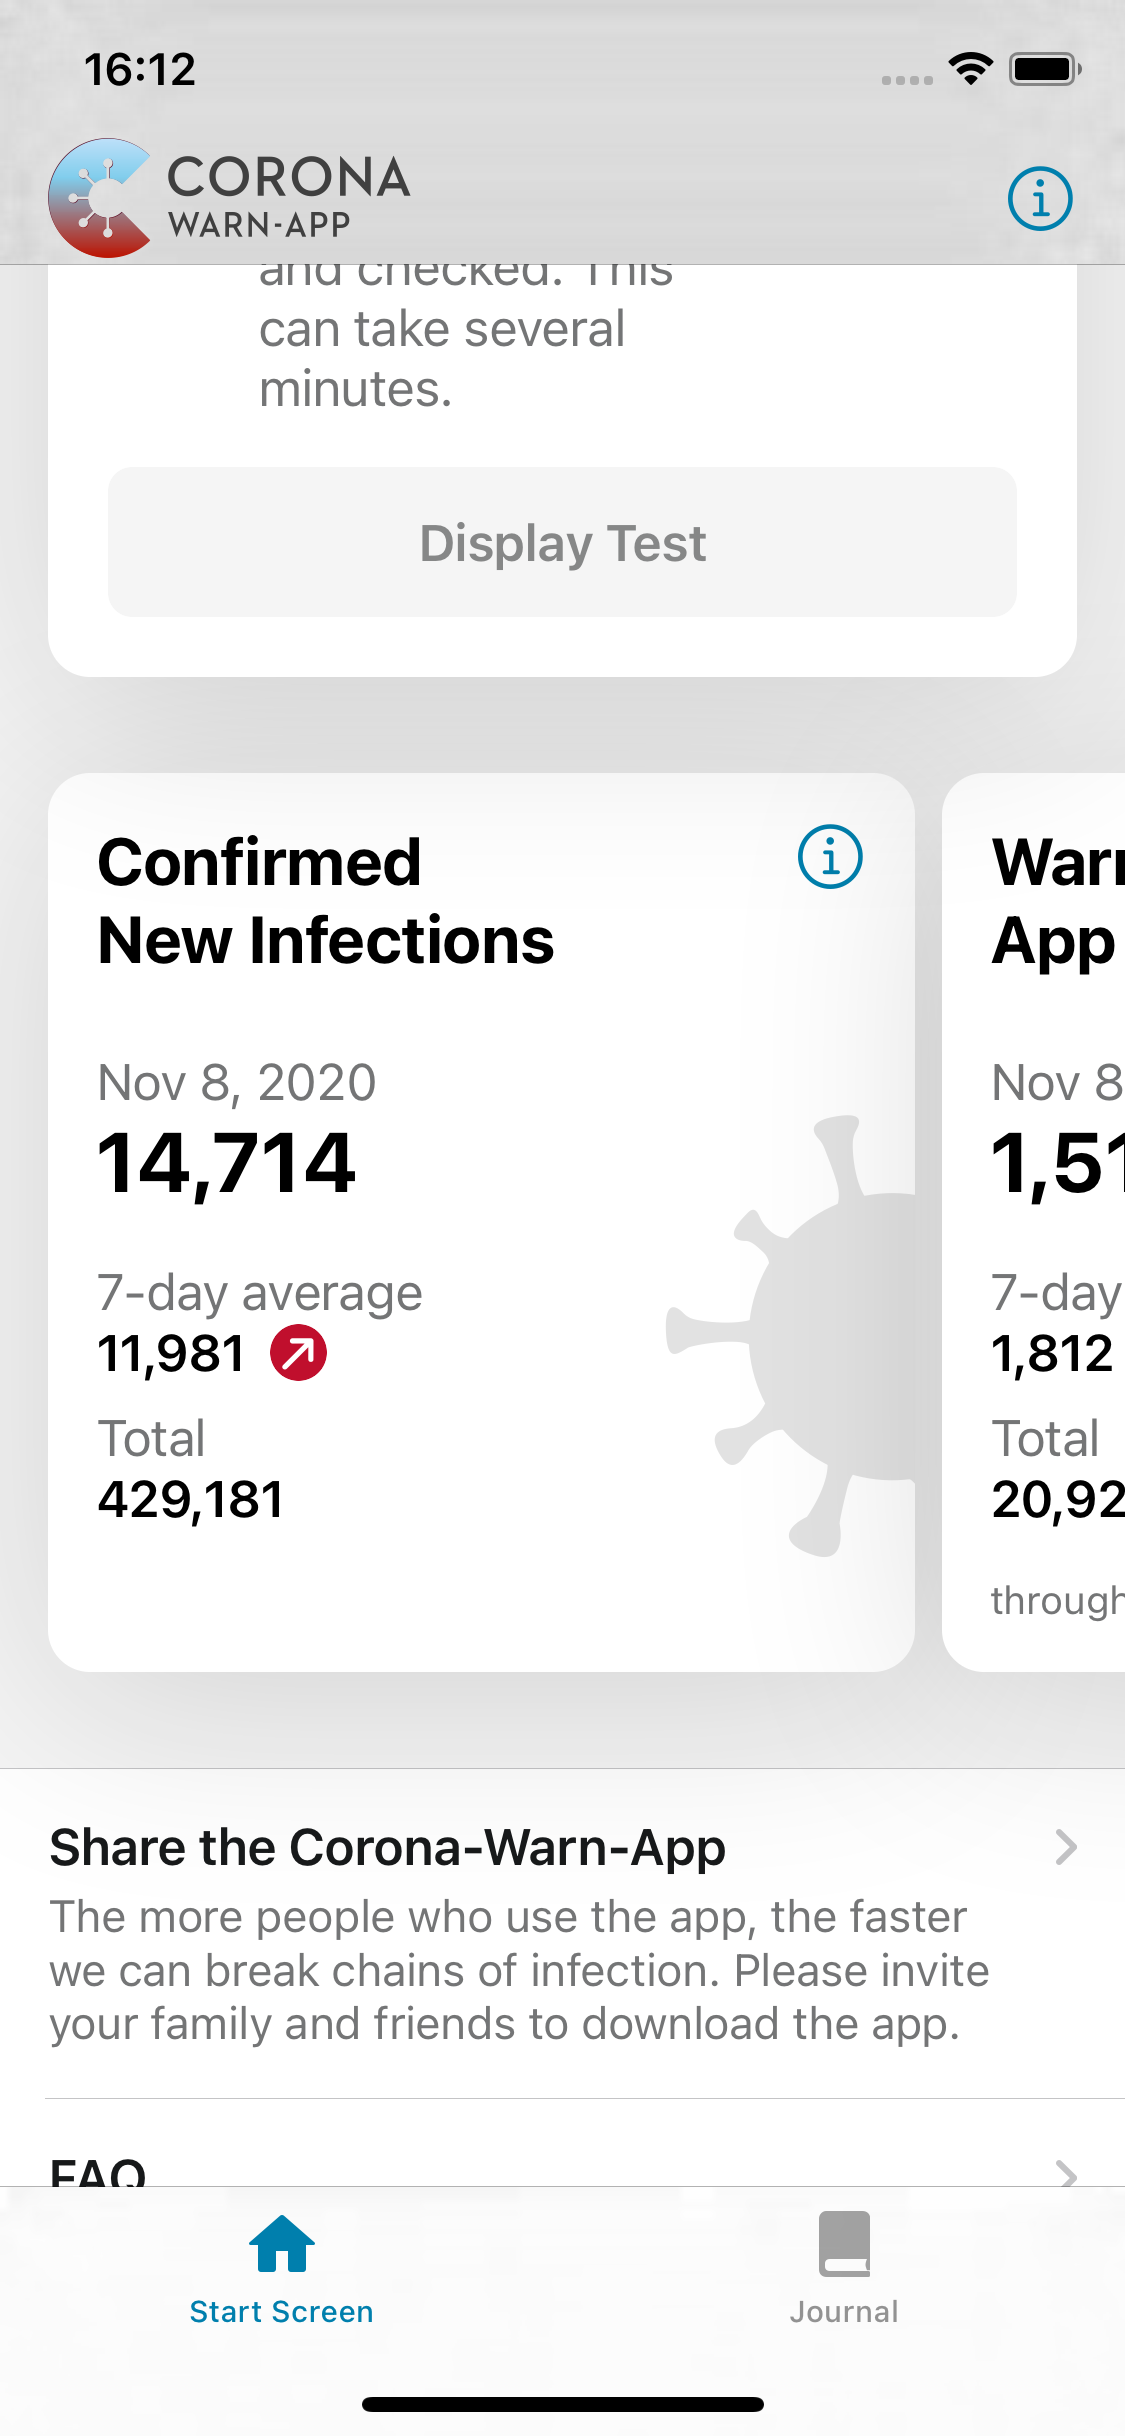 16:12
CORONA
WARN-APP
and checked. This
can take several
minutes.
Display Test
Confirmed
New Infections
Nov 8, 2020
14,714
7-day average
11,981
Total
429,181
App
Nov 8
1,51
7-day
1,812
Total
20,92
through
Share the Corona-Warn-App
The more people who use the app, the faster
we can break chains of infection. Please invite
your family and friends to download the app.
FAQ
Start Screen
Journal